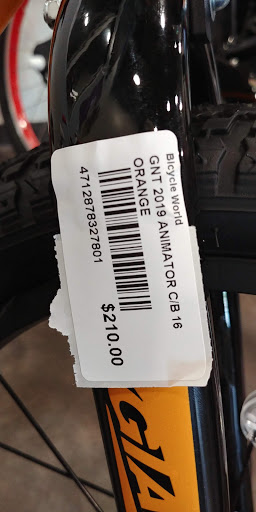 Bicycle World
GNT 2019 ANIMATOR C/B 16
ORANGE
4712878327801
$210.00